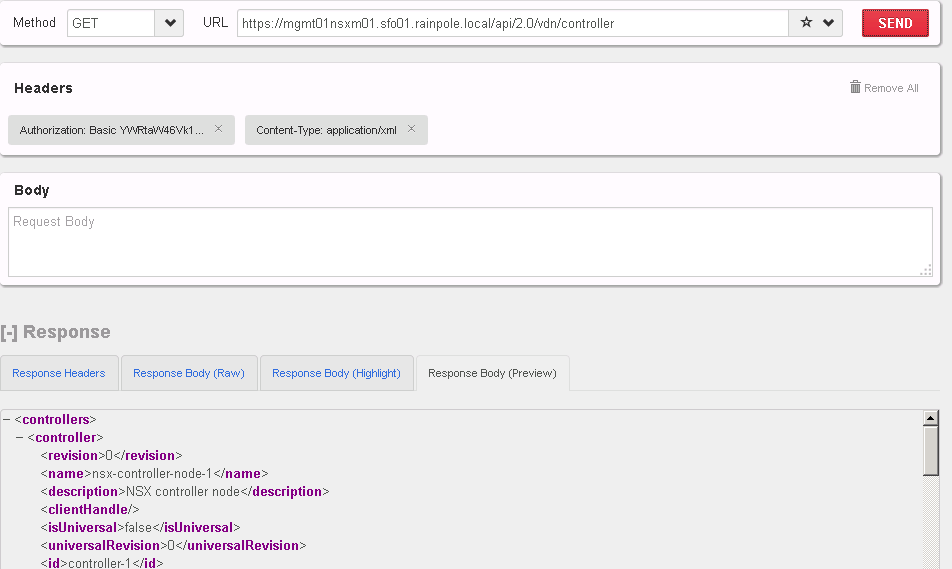 Method GET URL https://mgmt01nsxm01.sfo01.rainpole.local/api/2.0/vdn/controller SEND
Headers Remove All
Authorization: Basic YWRtaW46Vk1... Content-Type: application/xml
Body
Request Body
[-] Response
Response Headers Response Body (Raw) Response Body (Highlight) Response Body (Preview)
– <controllers>
– <controller>
<revision>0</revision>
<name>nsx-controller-node-1</name>
<description>NSX controller node</description>
<clientHandle/>
<isUniversal>false</isUniversal>
<universalRevision>0</universalRevision>
<id>controller-1</id>